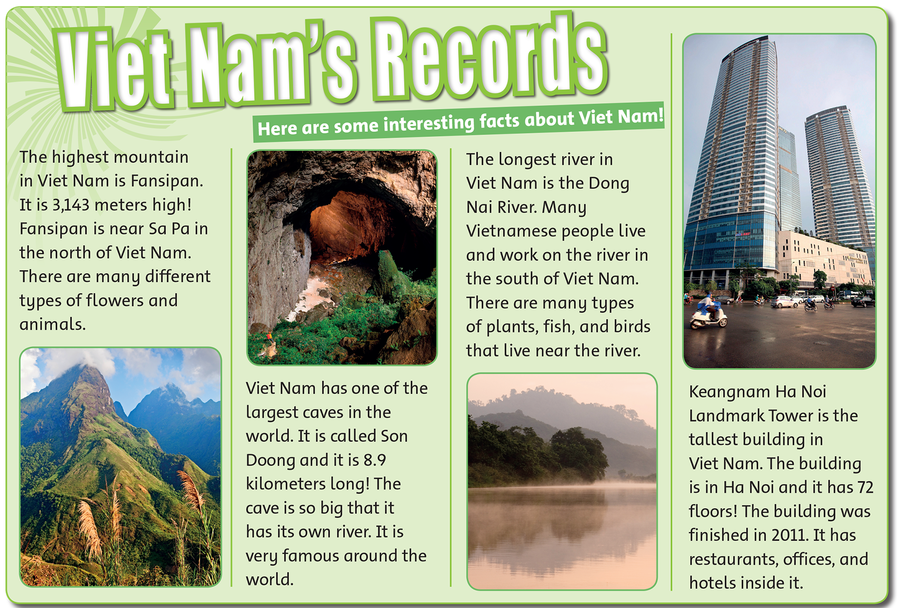 Viet Nam's Records
Here are some interesting facts about Viet Nam!
The highest mountain
in Viet Nam is Fansipan.
It is 3,143 meters high!
Fansipan is near Sa Pa in
the north of Viet Nam.
There are many different
types of flowers and
animals.
Viet Nam has one of the
largest caves in the
world. It is called Son
Doong and it is 8.9
kilometers long! The
cave is so big that it
has its own river. It is
very famous around the
world.
The longest river in
Viet Nam is the Dong
Nai River. Many
Vietnamese people live
and work on the river in
the south of Viet Nam.
There are many types
of plants, fish, and birds
that live near the river.
Keangnam Ha Noi
Landmark Tower is the
tallest building in
Viet Nam. The building
is in Ha Noi and it has 72
floors! The building was
finished in 2011. It has
restaurants, offices, and
hotels inside it.